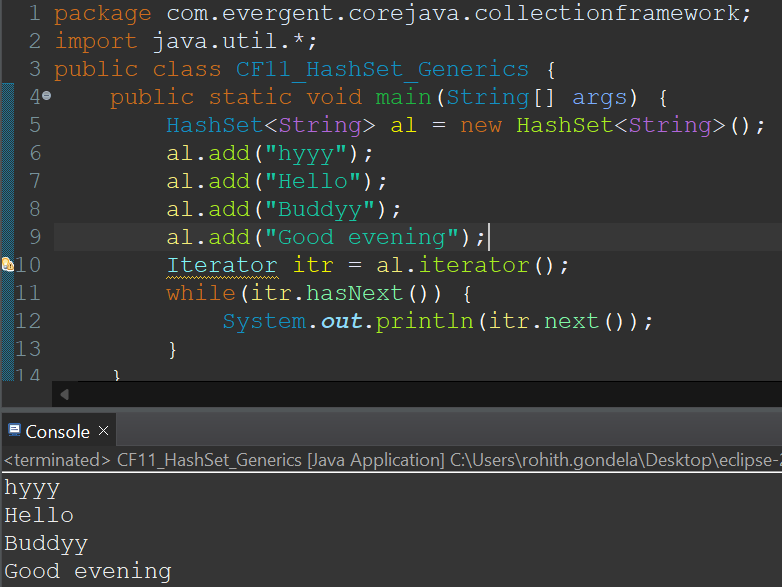 1 package com.evergent.corejava.collectionframework;
2 import java.util.*;
3 public class CF11_HashSet_Generics {
4 public static void main(String[] args) {
5 HashSet<String> al = new HashSet<String>();
6 al.add("hyyy");
7 al.add("Hello");
8 al.add("Buddyy");
9 al.add("Good evening");
10 Iterator itr = al.iterator();
11 while(itr.hasNext()) {
12 System.out.println(itr.next());
13 }
14 }
Console
<terminated> CF11_HashSet_Generics [Java Application] C:\Users\rohith.gondela\Desktop\eclipse-2
hyyy
Hello
Buddyy
Good evening